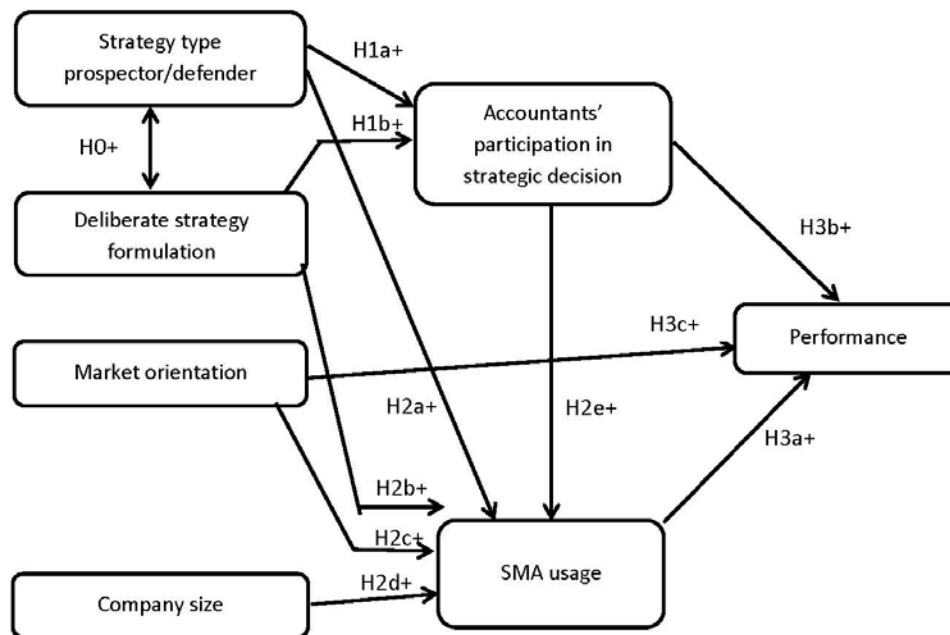 Strategy type
prospector/defender
H1a+
H1b+
Accountants'
participation in
strategic decision
H0+
Deliberate strategy
formulation
H3b+
H3c+
Performance
Market orientation
H2a+
H2e+
H3a+
H2b+
H2c+
SMA usage
H2d+
Company size